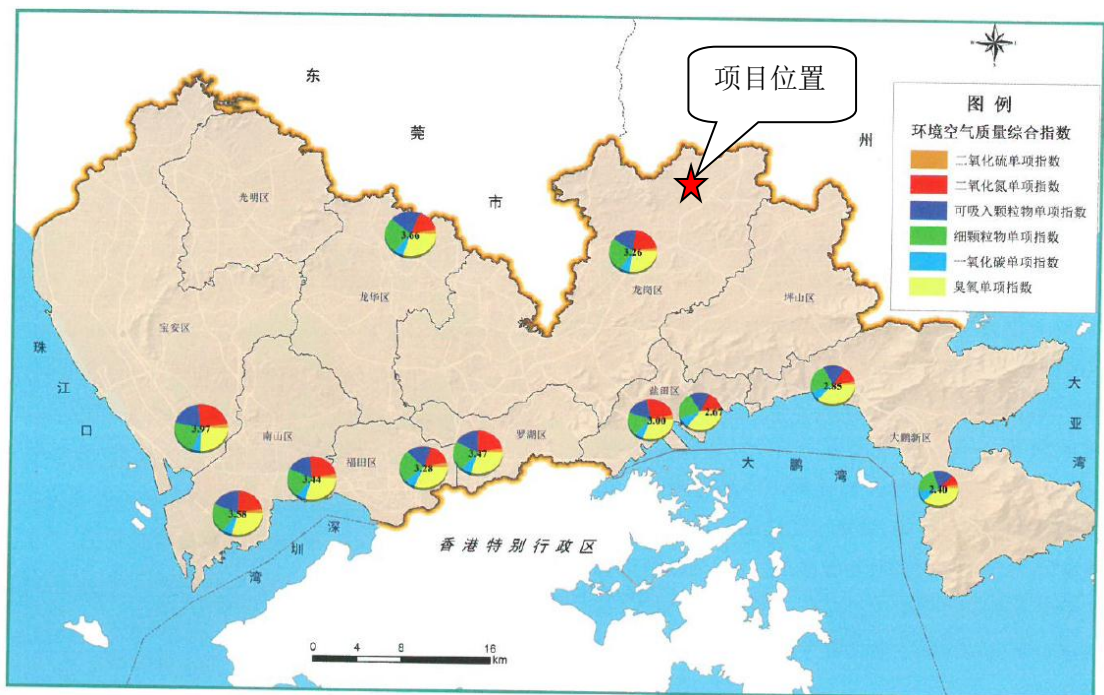 东
莞
市
州
项目位置
图 例
环境空气质量综合指数
二氧化硫单项指数
二氧化氮单项指数
可吸入颗粒物单项指数
细颗粒物单项指数
一氧化碳单项指数
臭氧单项指数
光明区
3.66
龙华区
3.26
龙岗区
坪山区
宝安区
珠
江
口
3.97
南山区
3.44
3.58
福田区
3.28
3.47
罗湖区
盐田区
3.00
2.67
2.85
大鹏新区
2.40
大
亚
湾
大
鹏
湾
深
圳
湾
香港特别行政区
0 4 8 16
km